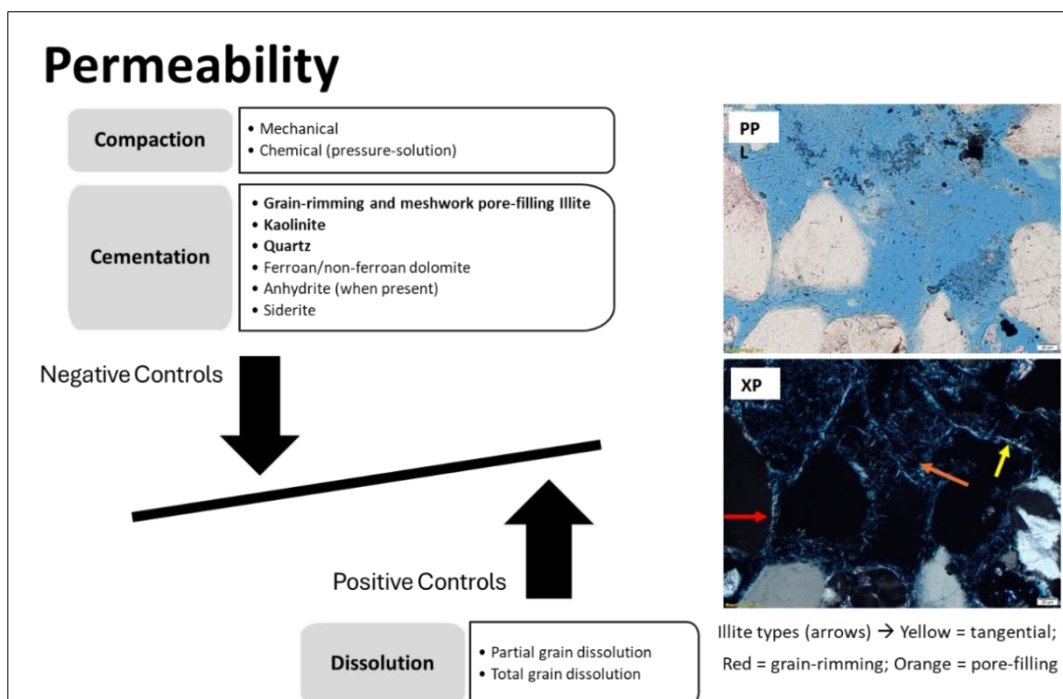 Permeability
Compaction
• Mechanical
• Chemical (pressure-solution)
Cementation
• Grain-rimming and meshwork pore-filling Illite
• Kaolinite
• Quartz
• Ferroan/non-ferroan dolomite
• Anhydrite (when present)
• Siderite
Negative Controls
Positive Controls
Dissolution
• Partial grain dissolution
• Total grain dissolution
PP
L
XP
Illite types (arrows) → Yellow = tangential;
Red = grain-rimming; Orange = pore-filling